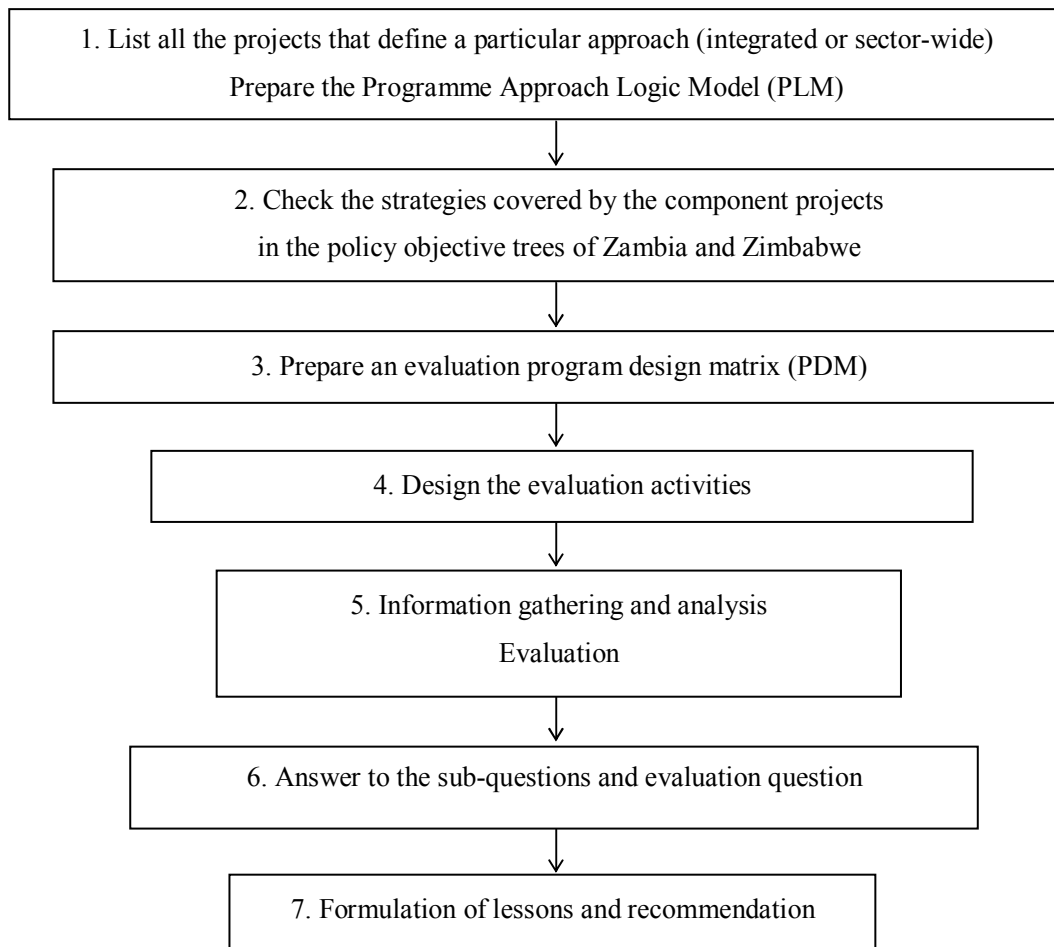 1. List all the projects that define a particular approach (integrated or sector-wide)
Prepare the Programme Approach Logic Model (PLM)
2. Check the strategies covered by the component projects
in the policy objective trees of Zambia and Zimbabwe
3. Prepare an evaluation program design matrix (PDM)
4. Design the evaluation activities
5. Information gathering and analysis
Evaluation
6. Answer to the sub-questions and evaluation question
7. Formulation of lessons and recommendation